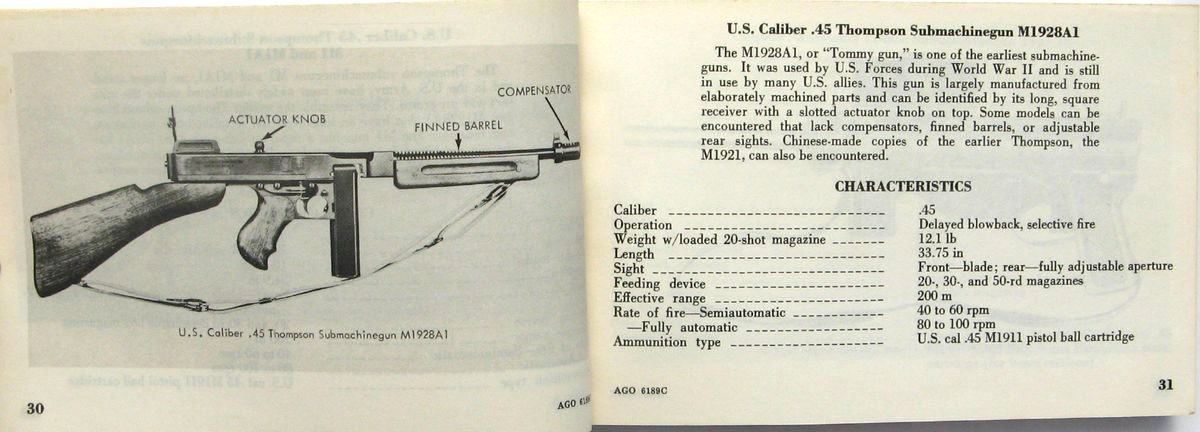 COMPENSATOR
ACTUATOR KNOB
FINNED BARREL
U.S. Caliber .45 Thompson Submachinegun M1928A1
30
AGO
U.S. Caliber .45 Thompson Submachinegun M1928A1
The M1928A1, or “Tommy gun,” is one of the earliest submachine-
guns. It was used by U.S. Forces during World War II and is still
in use by many U.S. allies. This gun is largely manufactured from
elaborately machined parts and can be identified by its long, square
receiver with a slotted actuator knob on top. Some models can be
encountered that lack compensators, finned barrels, or adjustable
rear sights. Chinese-made copies of the earlier Thompson, the
M1921, can also be encountered.
CHARACTERISTICS
Caliber .45
Operation Delayed blowback, selective fire
Weight w/loaded 20-shot magazine 12.1 lb
Length 33.75 in
Sight Front—blade; rear—fully adjustable aperture
Feeding device 20-, 30-, and 50-rd magazines
Effective range 200 m
Rate of fire—Semiautomatic 40 to 60 rpm
—Fully automatic 80 to 100 rpm
Ammunition type U.S. cal .45 M1911 pistol ball cartridge
AGO 6189C
31